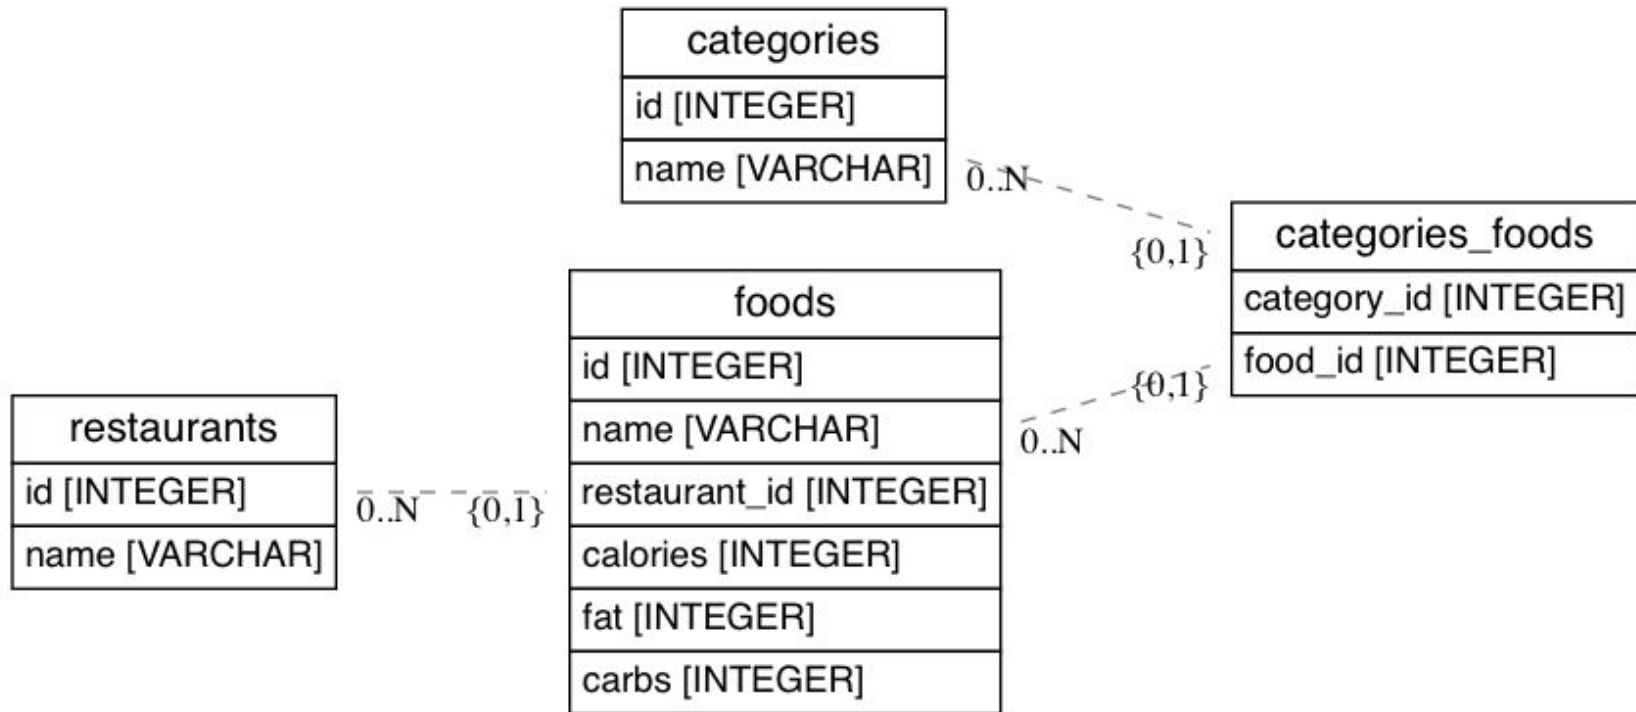 categories
id [INTEGER]
name [VARCHAR]
0..N
{0,1}
categories_foods
category_id [INTEGER]
food_id [INTEGER]
{0,1}
0..N
foods
id [INTEGER]
name [VARCHAR]
restaurant_id [INTEGER]
calories [INTEGER]
fat [INTEGER]
carbs [INTEGER]
restaurants
id [INTEGER]
name [VARCHAR]
0..N
{0,1}